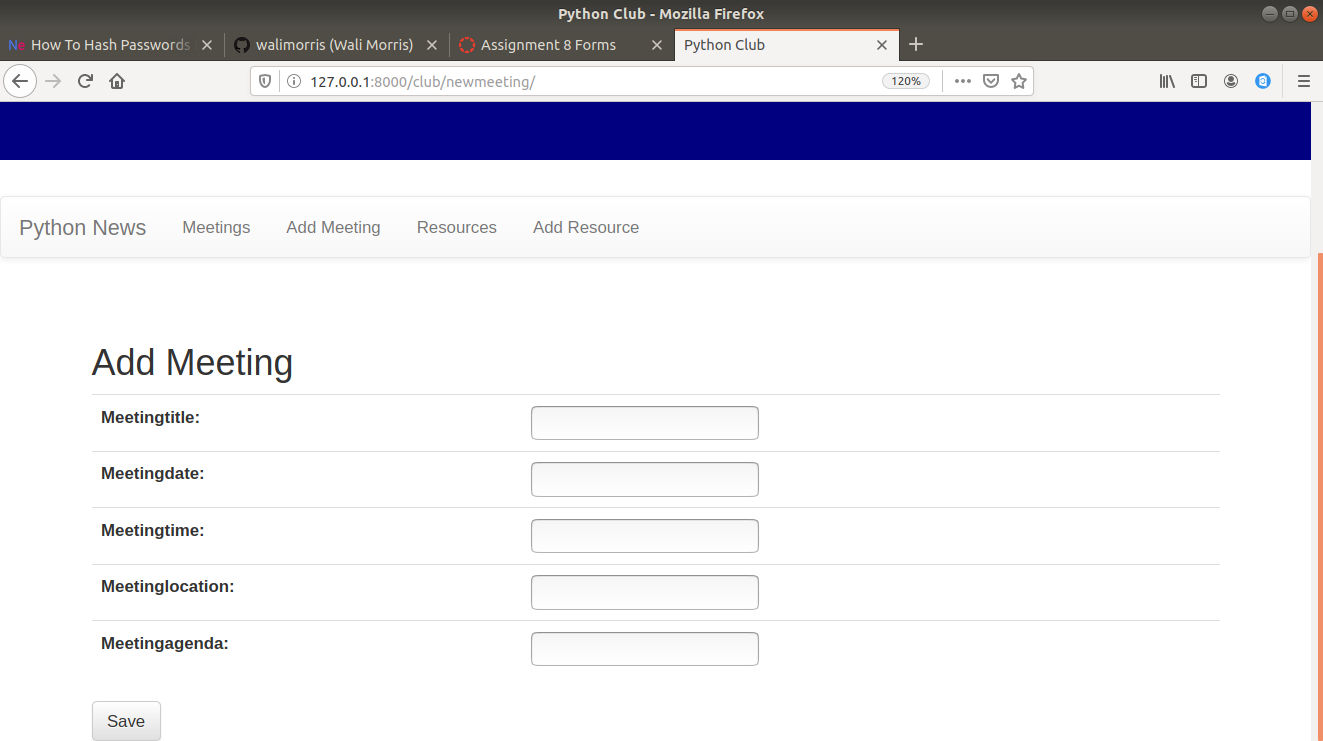 Python Club - Mozilla Firefox
How To Hash Passwords
walimorris (Wali Morris)
Assignment 8 Forms
Python Club
127.0.0.1:8000/club/newmeeting/
120%
Python News Meetings Add Meeting Resources Add Resource
Add Meeting
Meetingtitle:
Meetingdate:
Meetingtime:
Meetinglocation:
Meetingagenda:
Save